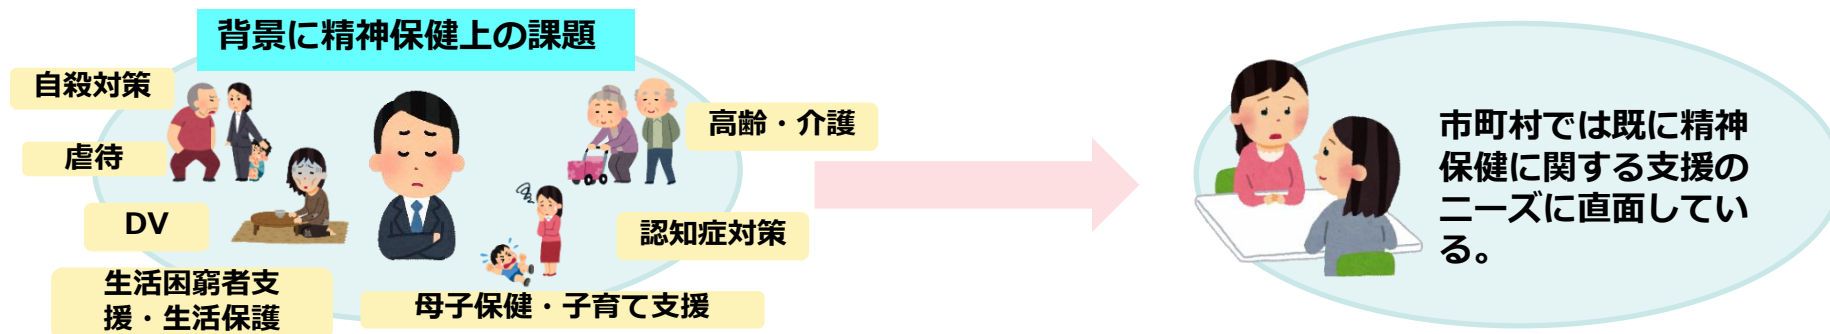 背景に精神保健上の課題
自殺対策
虐待
DV
生活困窮者支
援・生活保護
母子保健・子育て支援
認知症対策
高齢・介護
市町村では既に精神
保健に関する支援の
ニーズに直面してい
る。